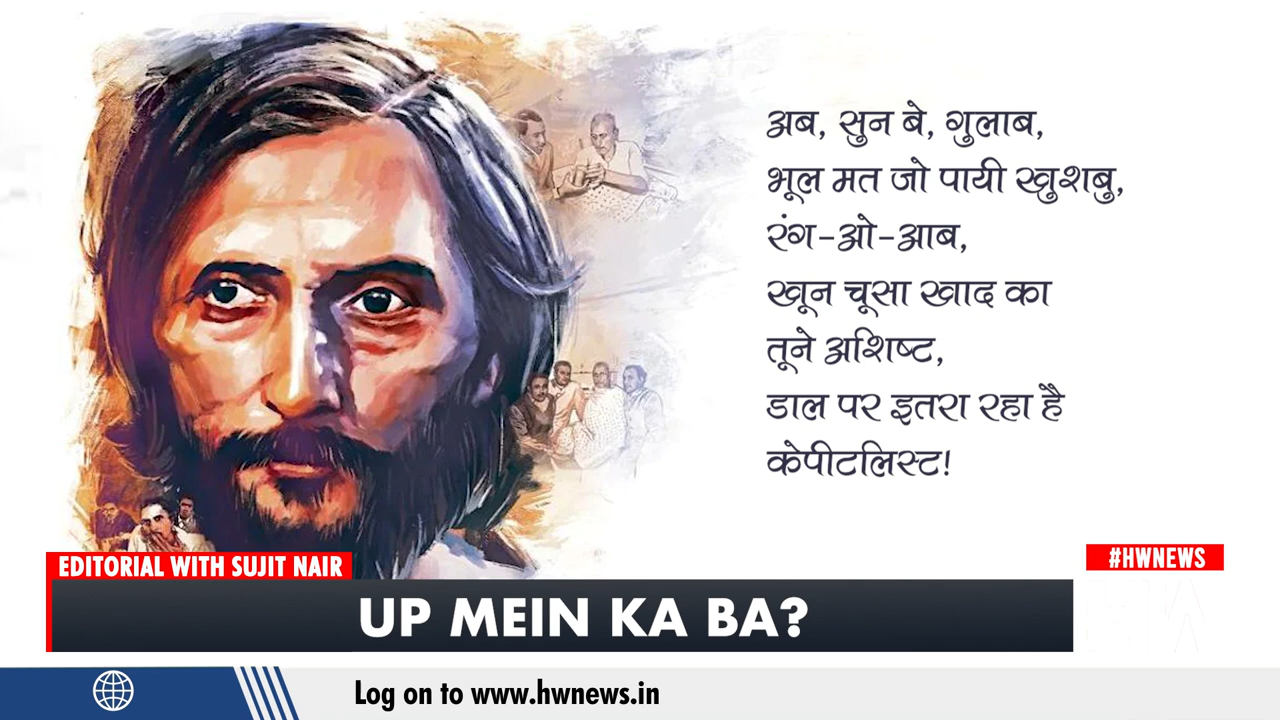 अब, सुन बे, गुलाब,
भूल मत जो पायी खुशबु,
रंग-ओ-आब,
खून चूसा खाद का
तूने अशिष्ट,
डाल पर इतरा रहा है
केपीटलिस्ट!
EDITORIAL WITH SUJIT NAIR
#HWNEWS
UP MEIN KA BA?
Log on to www.hwnews.in